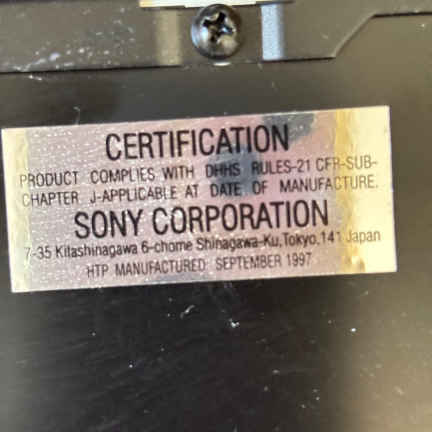 CERTIFICATION
PRODUCT COMPLIES WITH DHHS RULES-21 CFR-SUB-
CHAPTER J-APPLICABLE AT DATE OF MANUFACTURE.
SONY CORPORATION
7-35 Kitashinagawa 6-chome Shinagawa-Ku,Tokyo,141 Japan
HTP MANUFACTURED: SEPTEMBER 1997